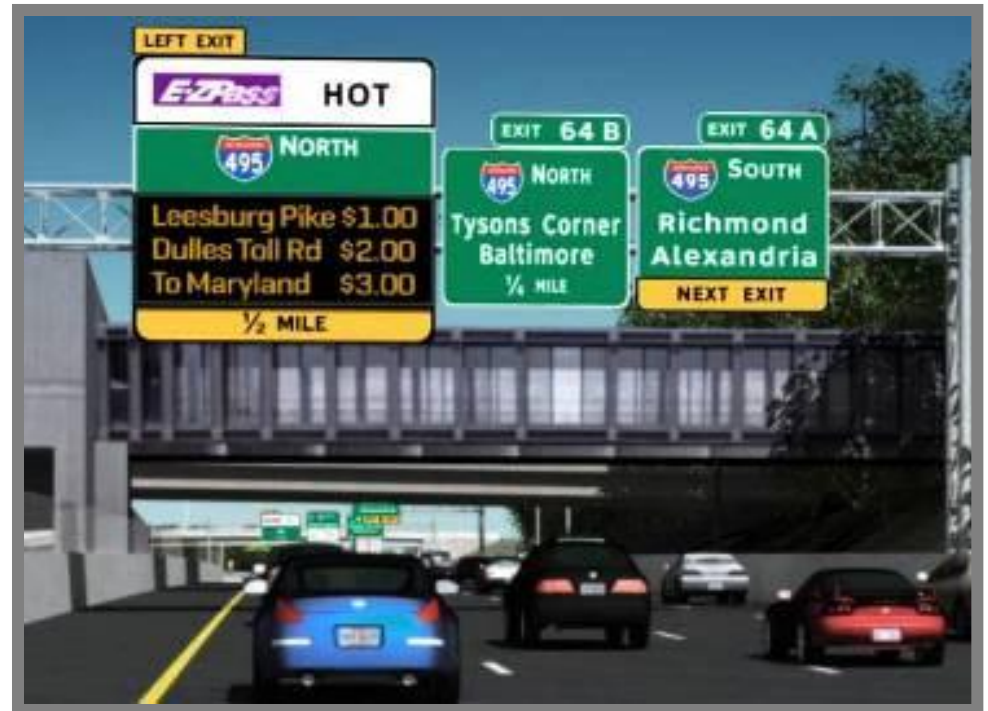 LEFT EXIT
E-ZPass HOT
495 NORTH
Leesburg Pike $1.00
Dulles Toll Rd $2.00
To Maryland $3.00
½ MILE
EXIT 64 B
495 NORTH
Tysons Corner
Baltimore
¼ MILE
EXIT 64 A
495 SOUTH
Richmond
Alexandria
NEXT EXIT